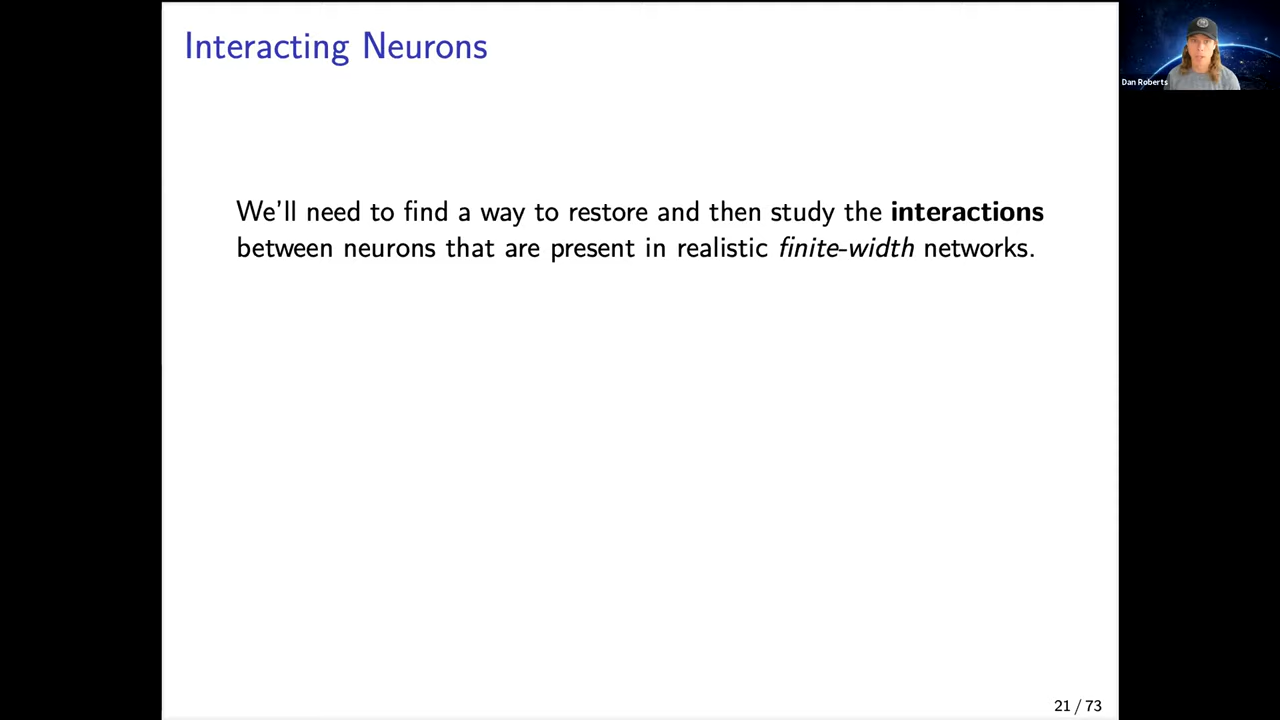 Interacting Neurons
Dan Roberts
We'll need to find a way to restore and then study the interactions
between neurons that are present in realistic finite-width networks.
21 / 73